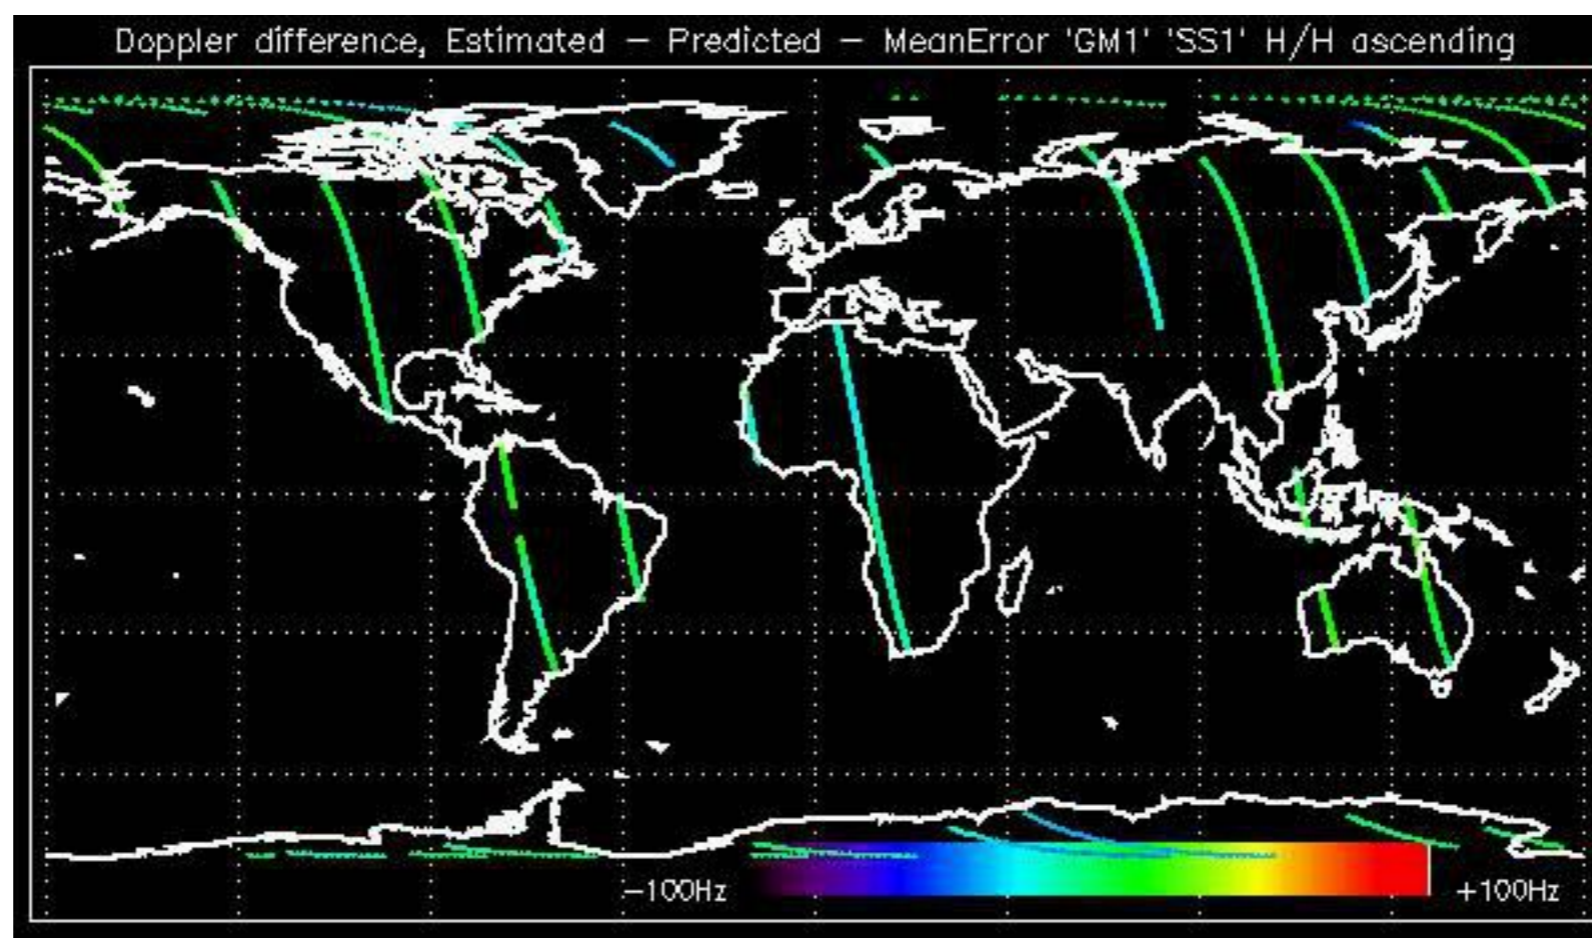 Doppler difference, Estimated – Predicted – MeanError 'GM1' 'SS1' H/H ascending
–100Hz +100Hz